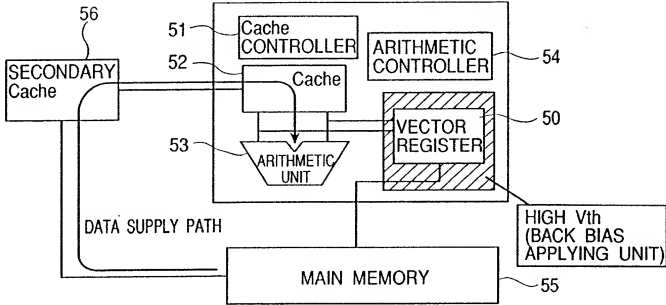 56
51
Cache
CONTROLLER
52
ARITHMETIC
CONTROLLER
54
SECONDARY
Cache
Cache
50
VECTOR
REGISTER
53
ARITHMETIC
UNIT
HIGH Vth
(BACK BIAS
APPLYING UNIT)
DATA SUPPLY PATH
MAIN MEMORY
55